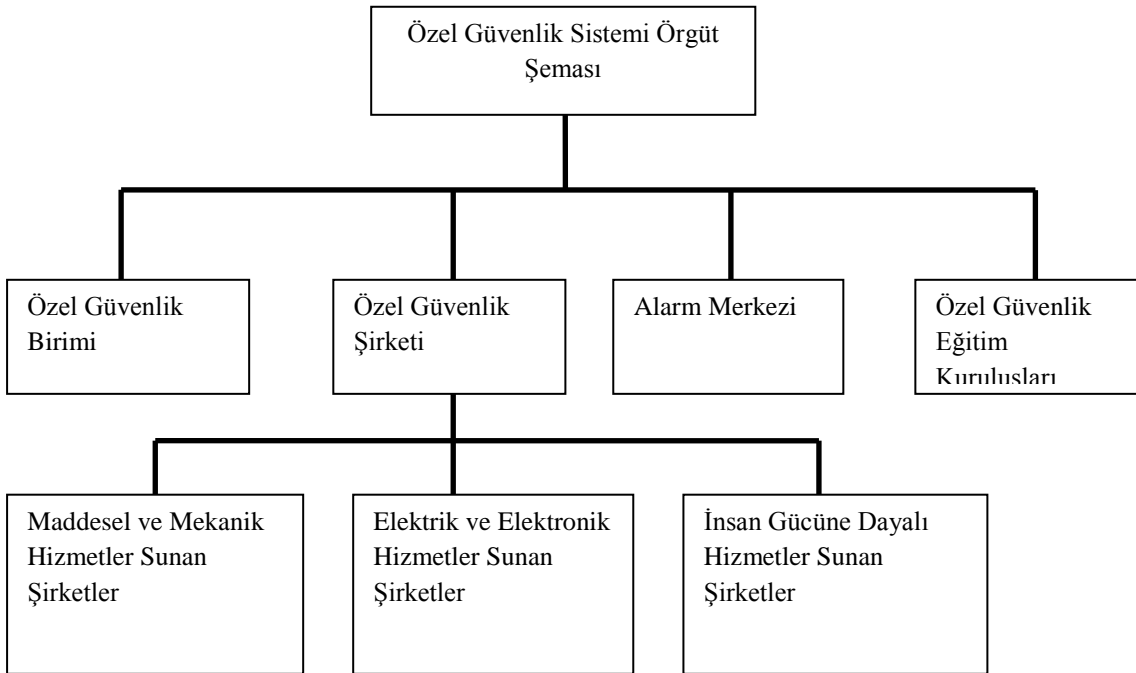 Özel Güvenlik Sistemi Örgüt
Şeması
Özel Güvenlik
Birimi
Özel Güvenlik
Şirketi
Alarm Merkezi
Özel Güvenlik
Eğitim
Kuruluşları
Maddesel ve Mekanik
Hizmetler Sunan
Şirketler
Elektrik ve Elektronik
Hizmetler Sunan
Şirketler
İnsan Gücüne Dayalı
Hizmetler Sunan
Şirketler